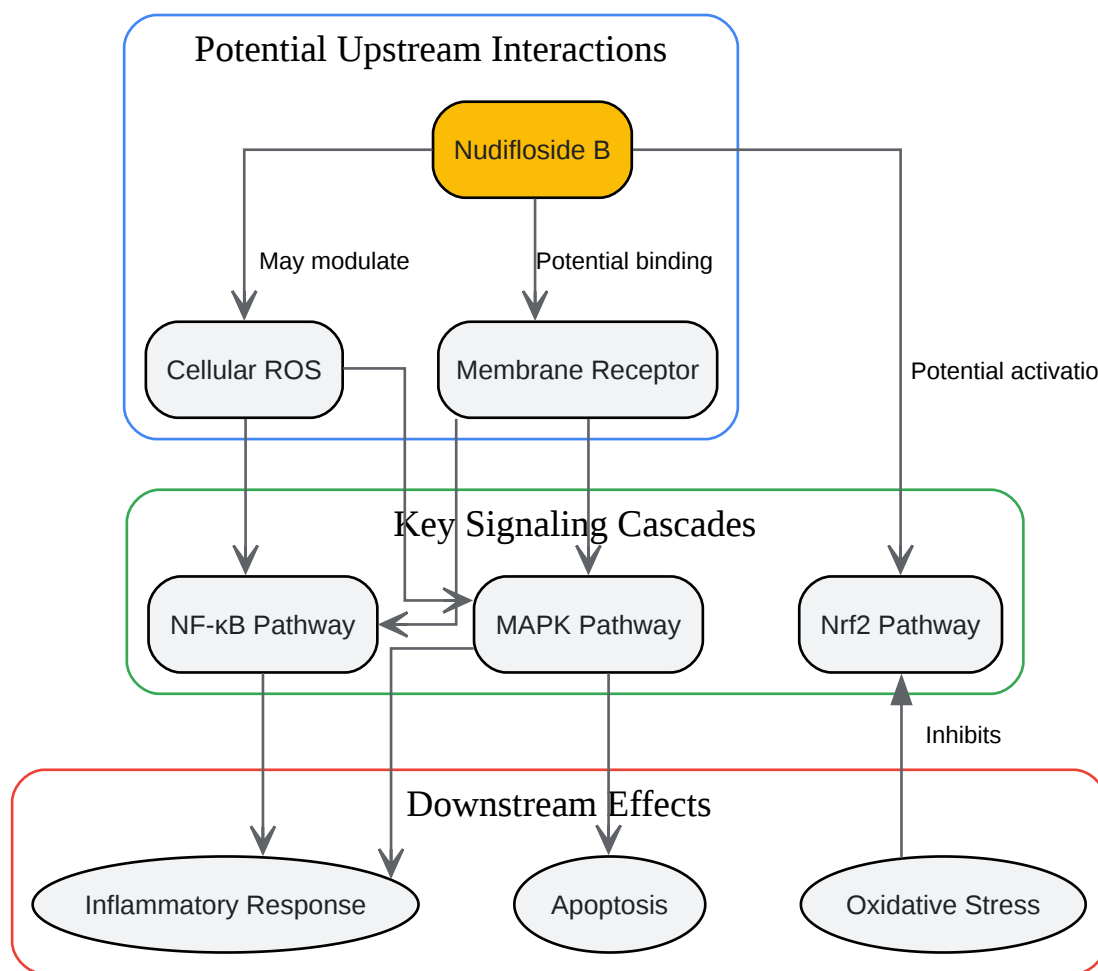 Potential Upstream Interactions
Nudifloside B
May modulate
Potential binding
Cellular ROS
Membrane Receptor
Potential activatio
Key Signaling Cascades
NF-κB Pathway
MAPK Pathway
Nrf2 Pathway
Inhibits
Downstream Effects
Inflammatory Response
Apoptosis
Oxidative Stress